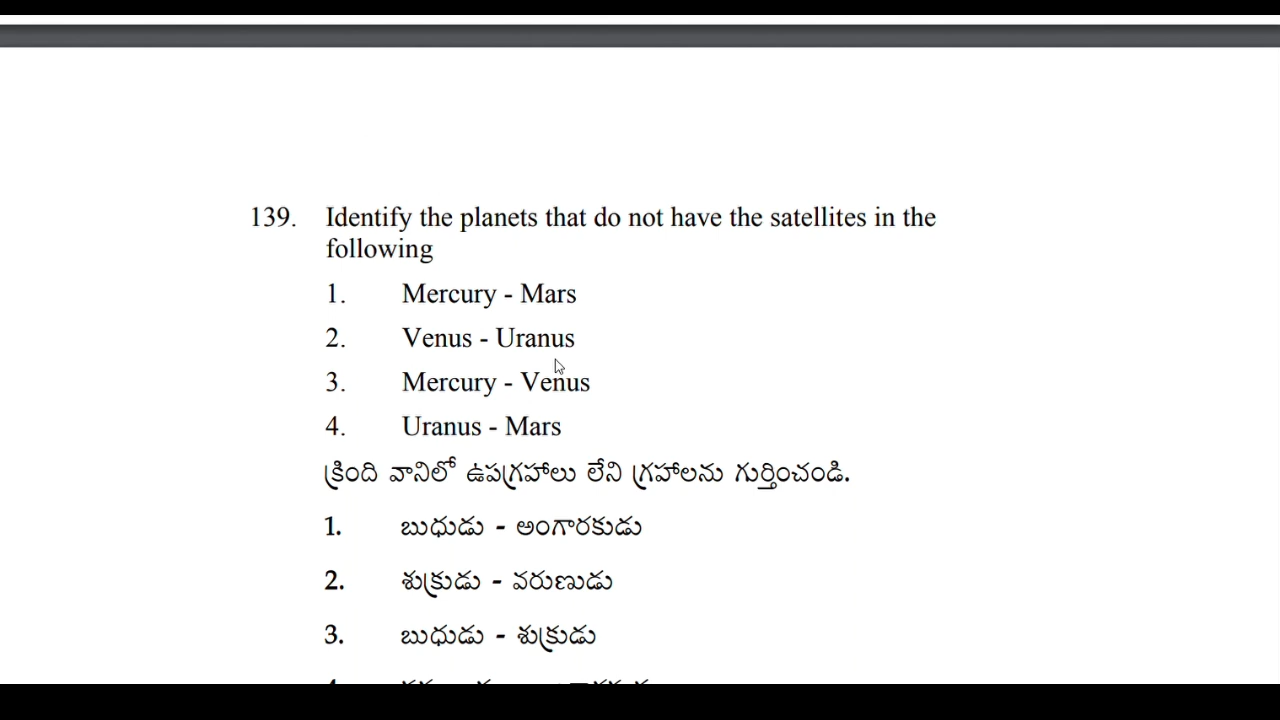 139. Identify the planets that do not have the satellites in the
following
1. Mercury - Mars
2. Venus - Uranus
3. Mercury - Venus
4. Uranus - Mars
క్రింది వానిలో ఉపగ్రహాలు లేని గ్రహాలను గుర్తించండి.
1. బుధుడు - అంగారకుడు
2. శుక్రుడు - వరుణుడు
3. బుధుడు - శుక్రుడు